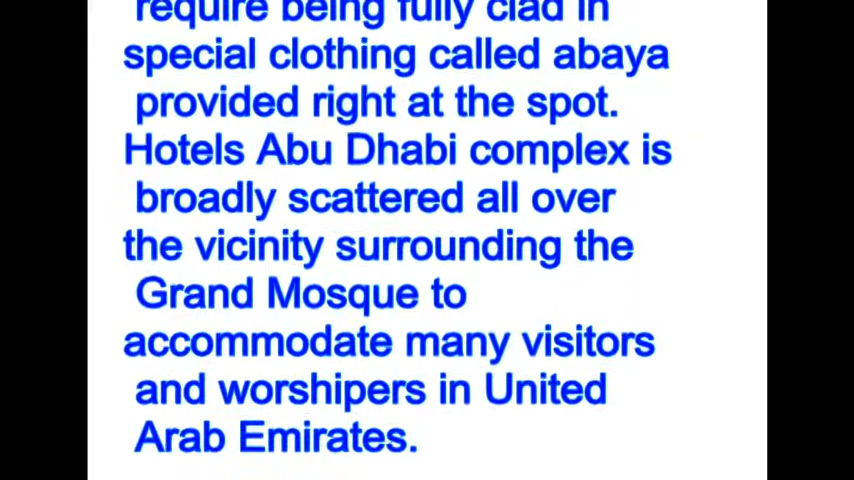 require being fully clad in
special clothing called abaya
provided right at the spot.
Hotels Abu Dhabi complex is
broadly scattered all over
the vicinity surrounding the
Grand Mosque to
accommodate many visitors
and worshipers in United
Arab Emirates.